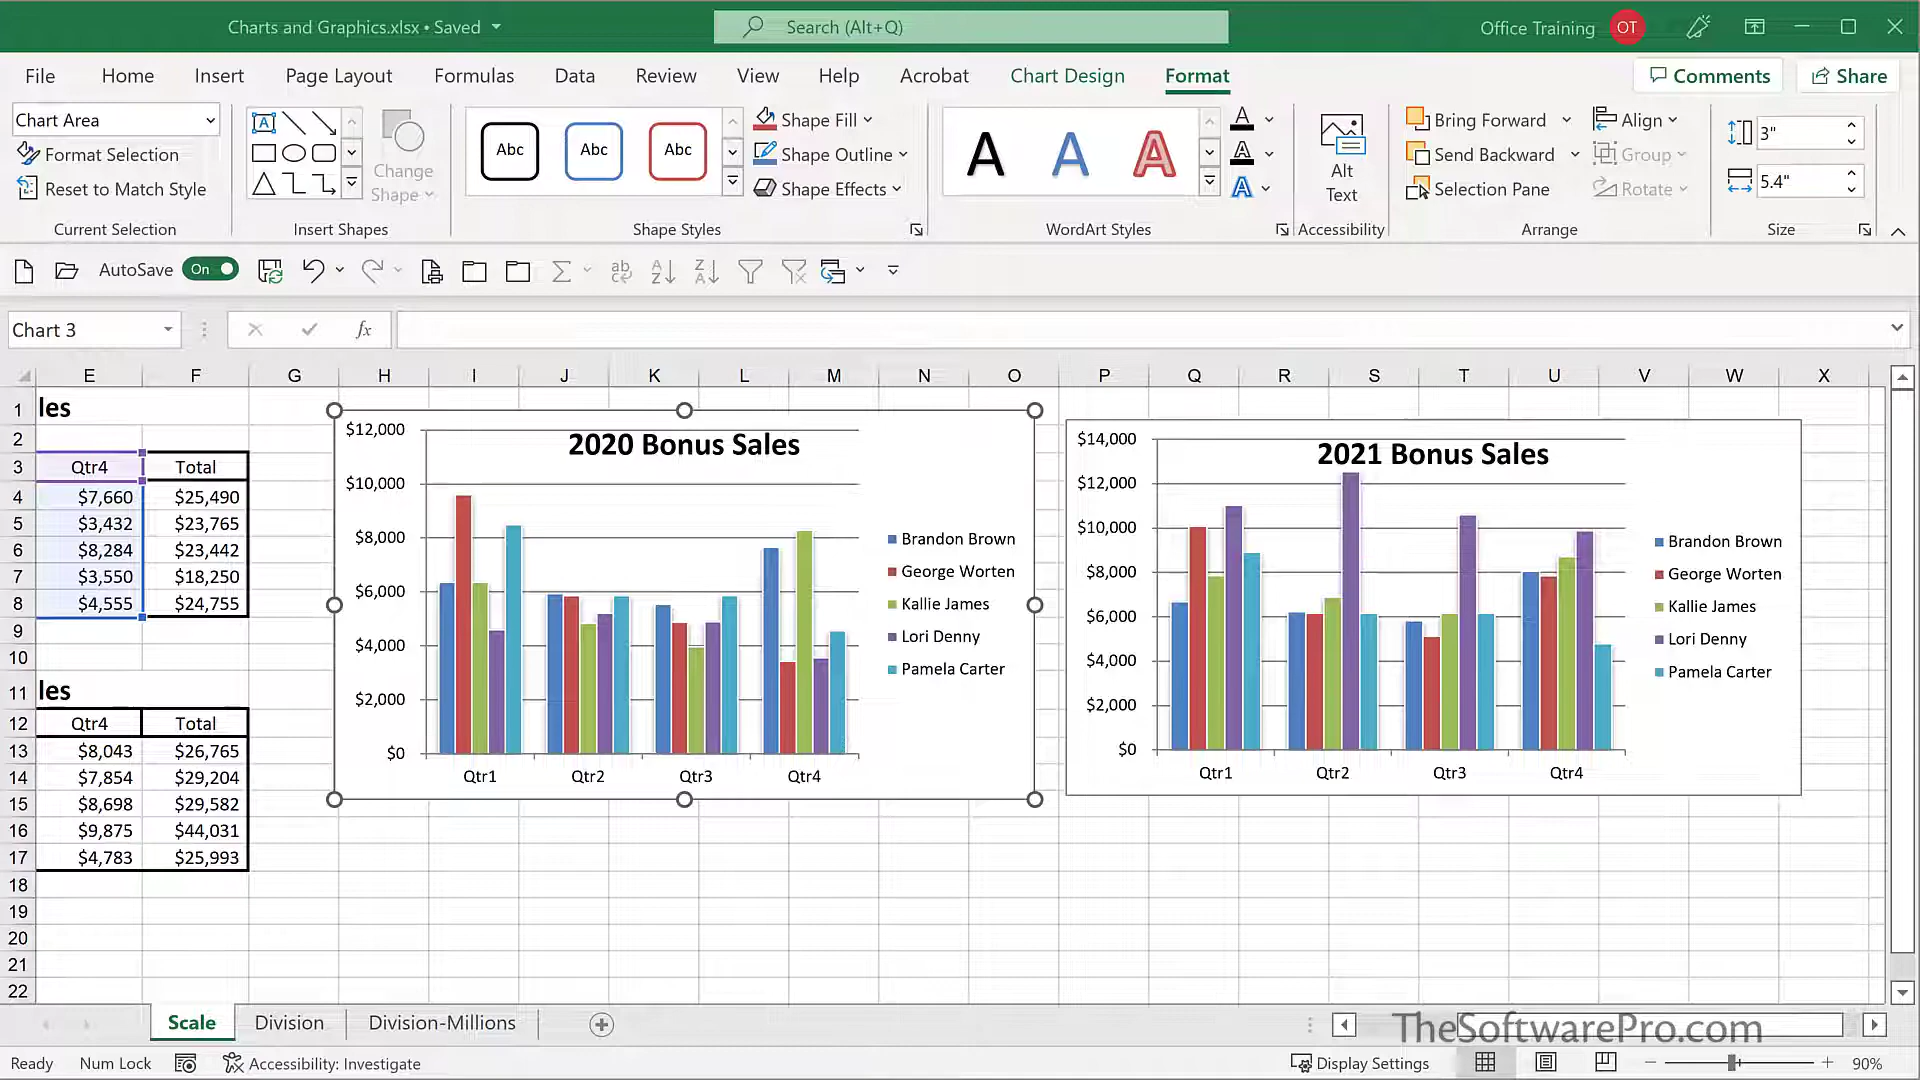 Charts and Graphics.xlsx • Saved
Search (Alt+Q)
Office Training
OT
File Home Insert Page Layout Formulas Data Review View Help Acrobat Chart Design Format
Comments
Share
Chart Area
Format Selection
Reset to Match Style
Current Selection
A
Change
Shape
Insert Shapes
Abc Abc Abc
Shape Fill
Shape Outline
Shape Effects
Shape Styles
A A A
A
A
A
WordArt Styles
Alt
Text
Accessibility
Bring Forward
Send Backward
Selection Pane
Align
Group
Rotate
Arrange
3"
5.4"
Size
AutoSave On
ab
c
A
Z
Z
A
Chart 3
fx
E F G H I J K L M N O P Q R S T U V W X
1 les
2
3 Qtr4 Total
4 $7,660 $25,490
5 $3,432 $23,765
6 $8,284 $23,442
7 $3,550 $18,250
8 $4,555 $24,755
9
10
11 les
12 Qtr4 Total
13 $8,043 $26,765
14 $7,854 $29,204
15 $8,698 $29,582
16 $9,875 $44,031
17 $4,783 $25,993
18
19
20
21
22
2020 Bonus Sales
$12,000
$10,000
$8,000
$6,000
$4,000
$2,000
$0
Qtr1 Qtr2 Qtr3 Qtr4
Brandon Brown
George Worten
Kallie James
Lori Denny
Pamela Carter
2021 Bonus Sales
$14,000
$12,000
$10,000
$8,000
$6,000
$4,000
$2,000
$0
Qtr1 Qtr2 Qtr3 Qtr4
Brandon Brown
George Worten
Kallie James
Lori Denny
Pamela Carter
Scale Division Division-Millions
TheSoftwarePro.com
Ready Num Lock Accessibility: Investigate
Display Settings
90%